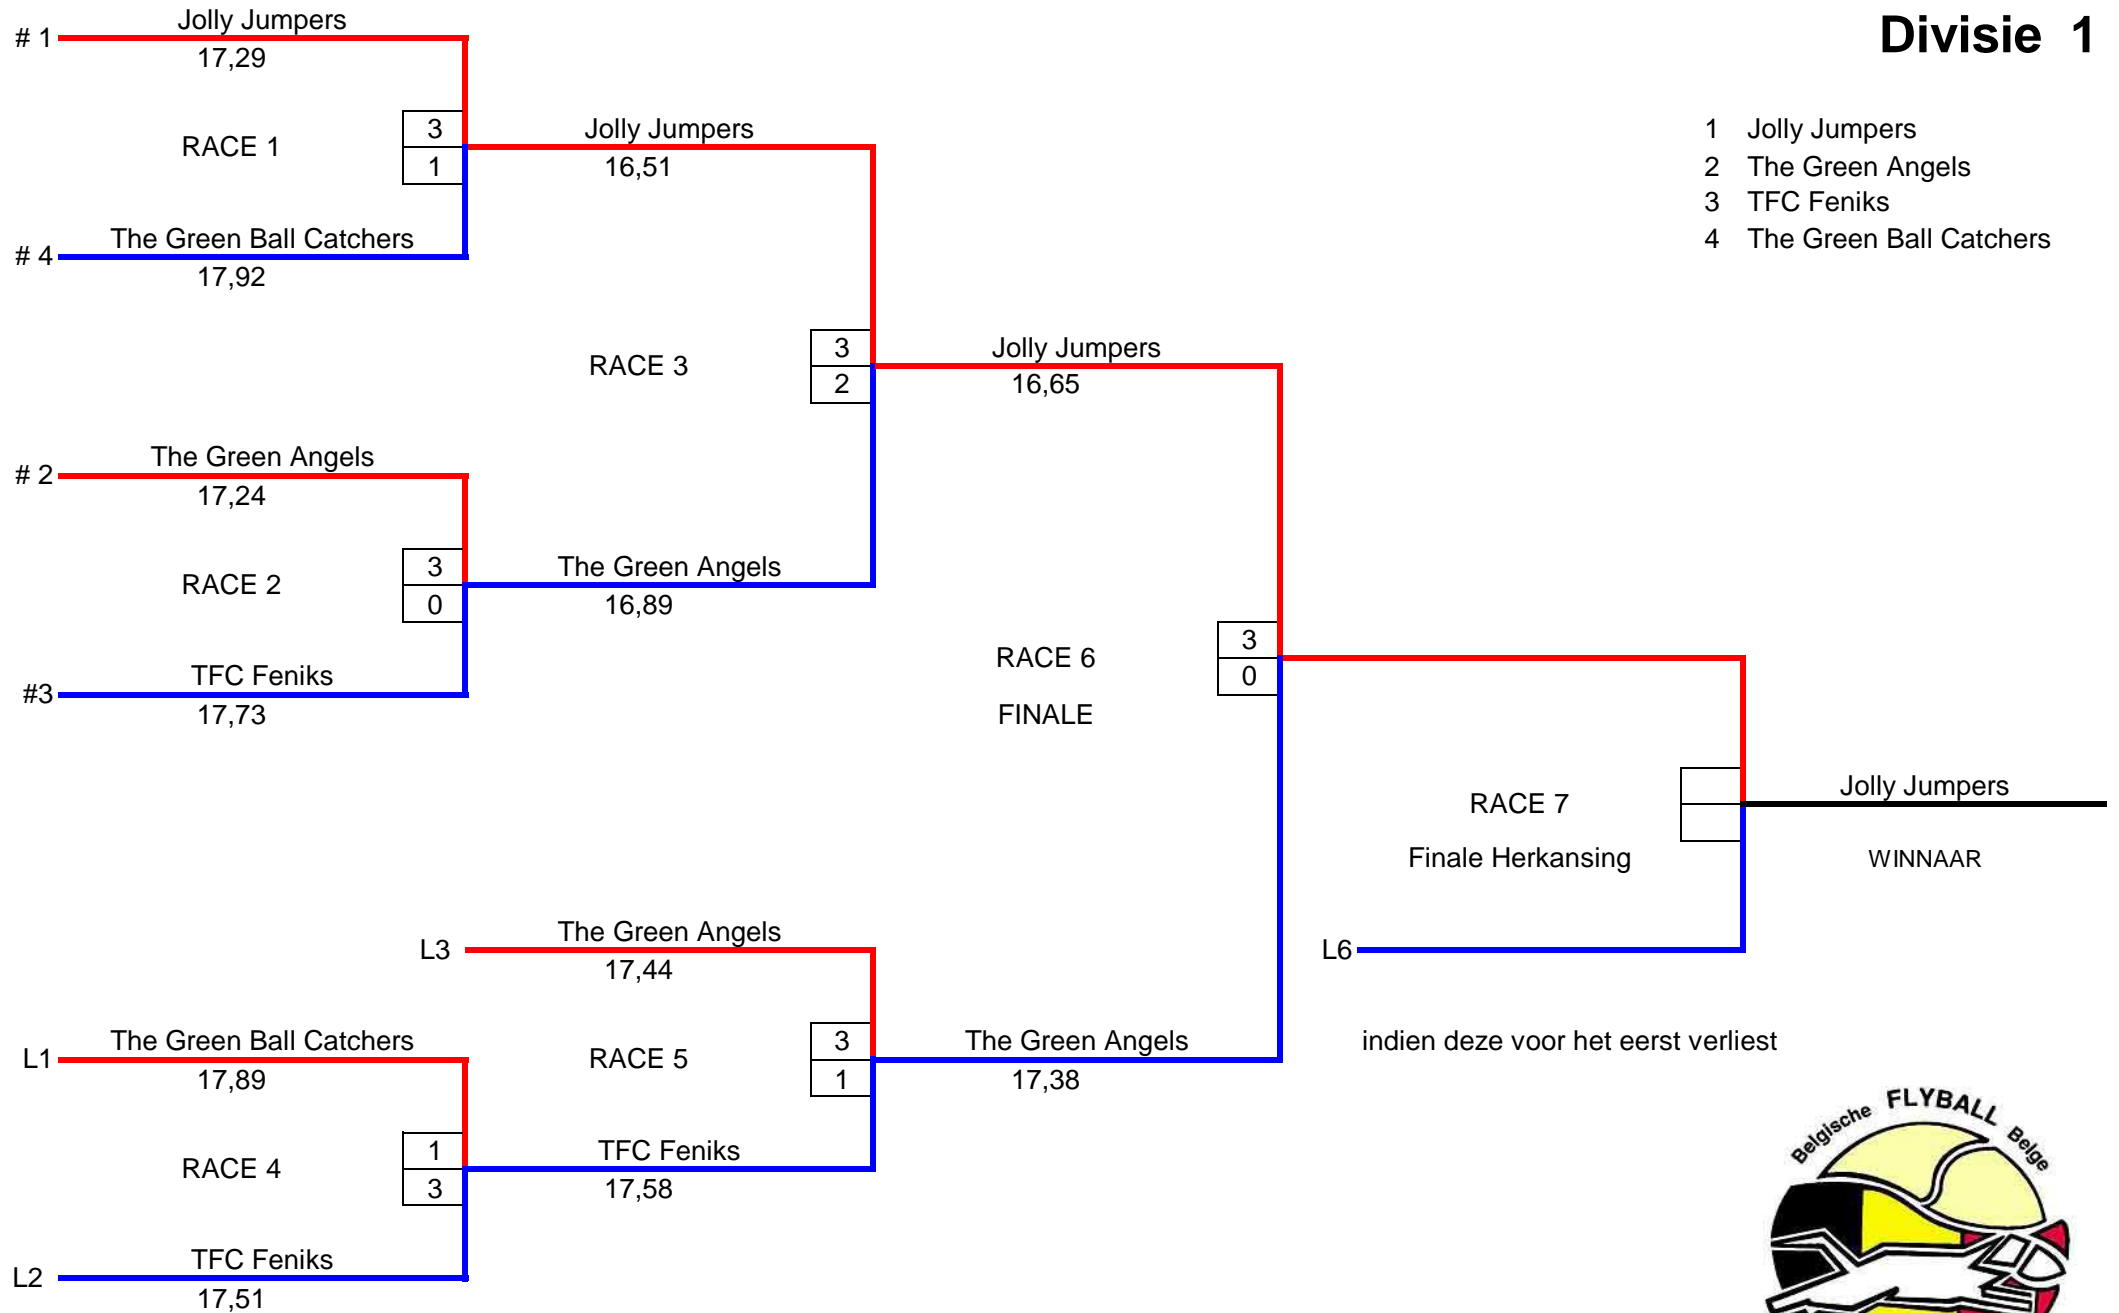 Divisie 1
1 Jolly Jumpers
2 The Green Angels
3 TFC Feniks
4 The Green Ball Catchers
# 1 Jolly Jumpers
17,29
RACE 1
3
1
# 4 The Green Ball Catchers
17,92
Jolly Jumpers
16,51
RACE 3
3
2
Jolly Jumpers
16,65
# 2 The Green Angels
17,24
RACE 2
3
0
#3 TFC Feniks
17,73
The Green Angels
16,89
RACE 6
FINALE
3
0
RACE 7
Finale Herkansing
Jolly Jumpers
WINNAAR
L6
indien deze voor het eerst verliest
L3 The Green Angels
17,44
RACE 5
3
1
The Green Angels
17,38
L1 The Green Ball Catchers
17,89
RACE 4
1
3
TFC Feniks
17,58
L2 TFC Feniks
17,51
Belgische FLYBALL Belge